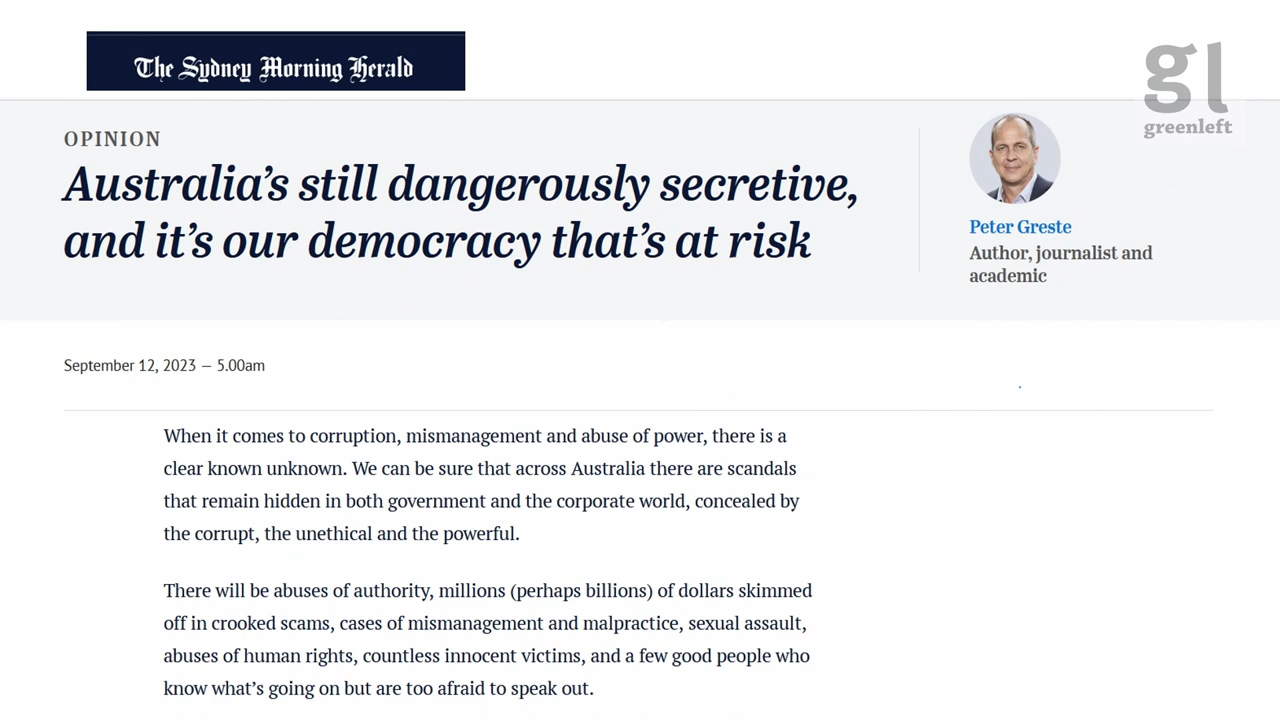 The Sydney Morning Herald
gl
greenleft
OPINION
Australia's still dangerously secretive,
and it's our democracy that's at risk
Peter Greste
Author, journalist and
academic
September 12, 2023 — 5.00am
When it comes to corruption, mismanagement and abuse of power, there is a
clear known unknown. We can be sure that across Australia there are scandals
that remain hidden in both government and the corporate world, concealed by
the corrupt, the unethical and the powerful.
There will be abuses of authority, millions (perhaps billions) of dollars skimmed
off in crooked scams, cases of mismanagement and malpractice, sexual assault,
abuses of human rights, countless innocent victims, and a few good people who
know what's going on but are too afraid to speak out.